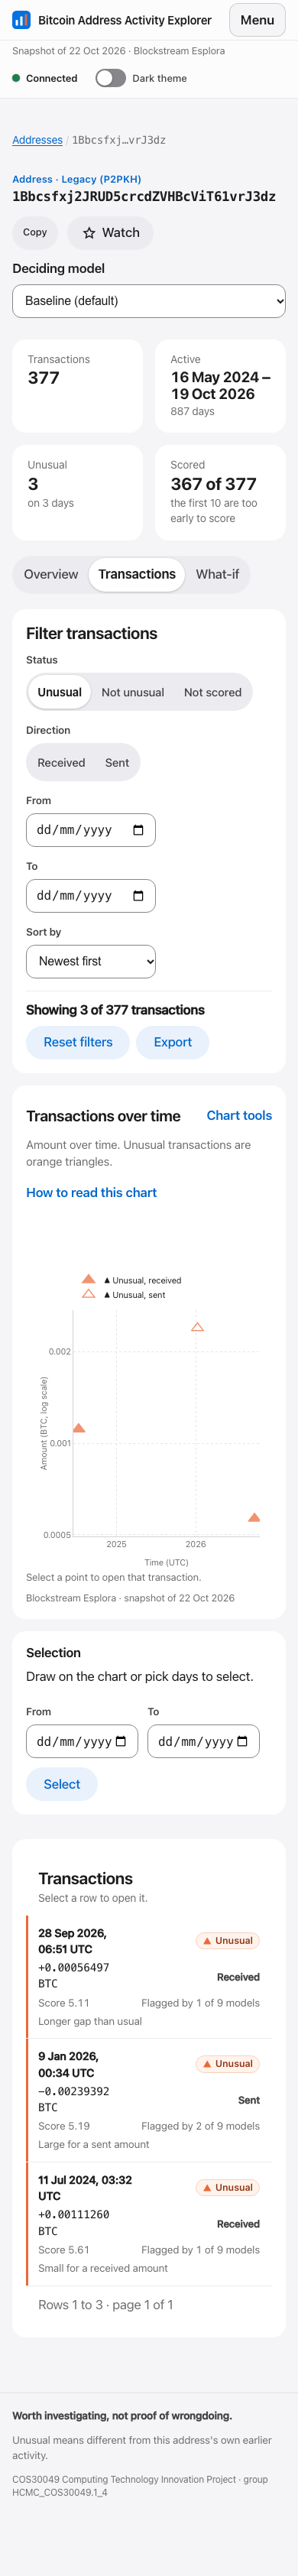 Bitcoin Address Activity Explorer
Menu
Snapshot of 22 Oct 2026 · Blockstream Esplora
Connected
Dark theme
Addresses / 1Bbcsfxj…vrJ3dz
Address · Legacy (P2PKH)
1Bbcsfxj2JRUD5crcdZVHBcViT61vrJ3dz
Copy
Watch
Deciding model
Baseline (default)
Transactions
377
Active
16 May 2024 –
19 Oct 2026
887 days
Unusual
3
on 3 days
Scored
367 of 377
the first 10 are too
early to score
Overview
Transactions
What-if
Filter transactions
Status
Unusual
Not unusual
Not scored
Direction
Received
Sent
From
dd/mm/yyyy
To
dd/mm/yyyy
Sort by
Newest first
Showing 3 of 377 transactions
Reset filters
Export
Transactions over time
Chart tools
Amount over time. Unusual transactions are
orange triangles.
How to read this chart
▲ Unusual, received
▲ Unusual, sent
Amount (BTC, log scale)
0.002
0.001
0.0005
2025
2026
Time (UTC)
Select a point to open that transaction.
Blockstream Esplora · snapshot of 22 Oct 2026
Selection
Draw on the chart or pick days to select.
From
To
dd/mm/yyyy
dd/mm/yyyy
Select
Transactions
Select a row to open it.
28 Sep 2026,
06:51 UTC
▲ Unusual
+0.00056497
BTC
Received
Score 5.11
Flagged by 1 of 9 models
Longer gap than usual
9 Jan 2026,
00:34 UTC
▲ Unusual
−0.00239392
BTC
Sent
Score 5.19
Flagged by 2 of 9 models
Large for a sent amount
11 Jul 2024, 03:32
UTC
▲ Unusual
+0.00111260
BTC
Received
Score 5.61
Flagged by 1 of 9 models
Small for a received amount
Rows 1 to 3 · page 1 of 1
Worth investigating, not proof of wrongdoing.
Unusual means different from this address's own earlier
activity.
COS30049 Computing Technology Innovation Project · group
HCMC_COS30049.1_4